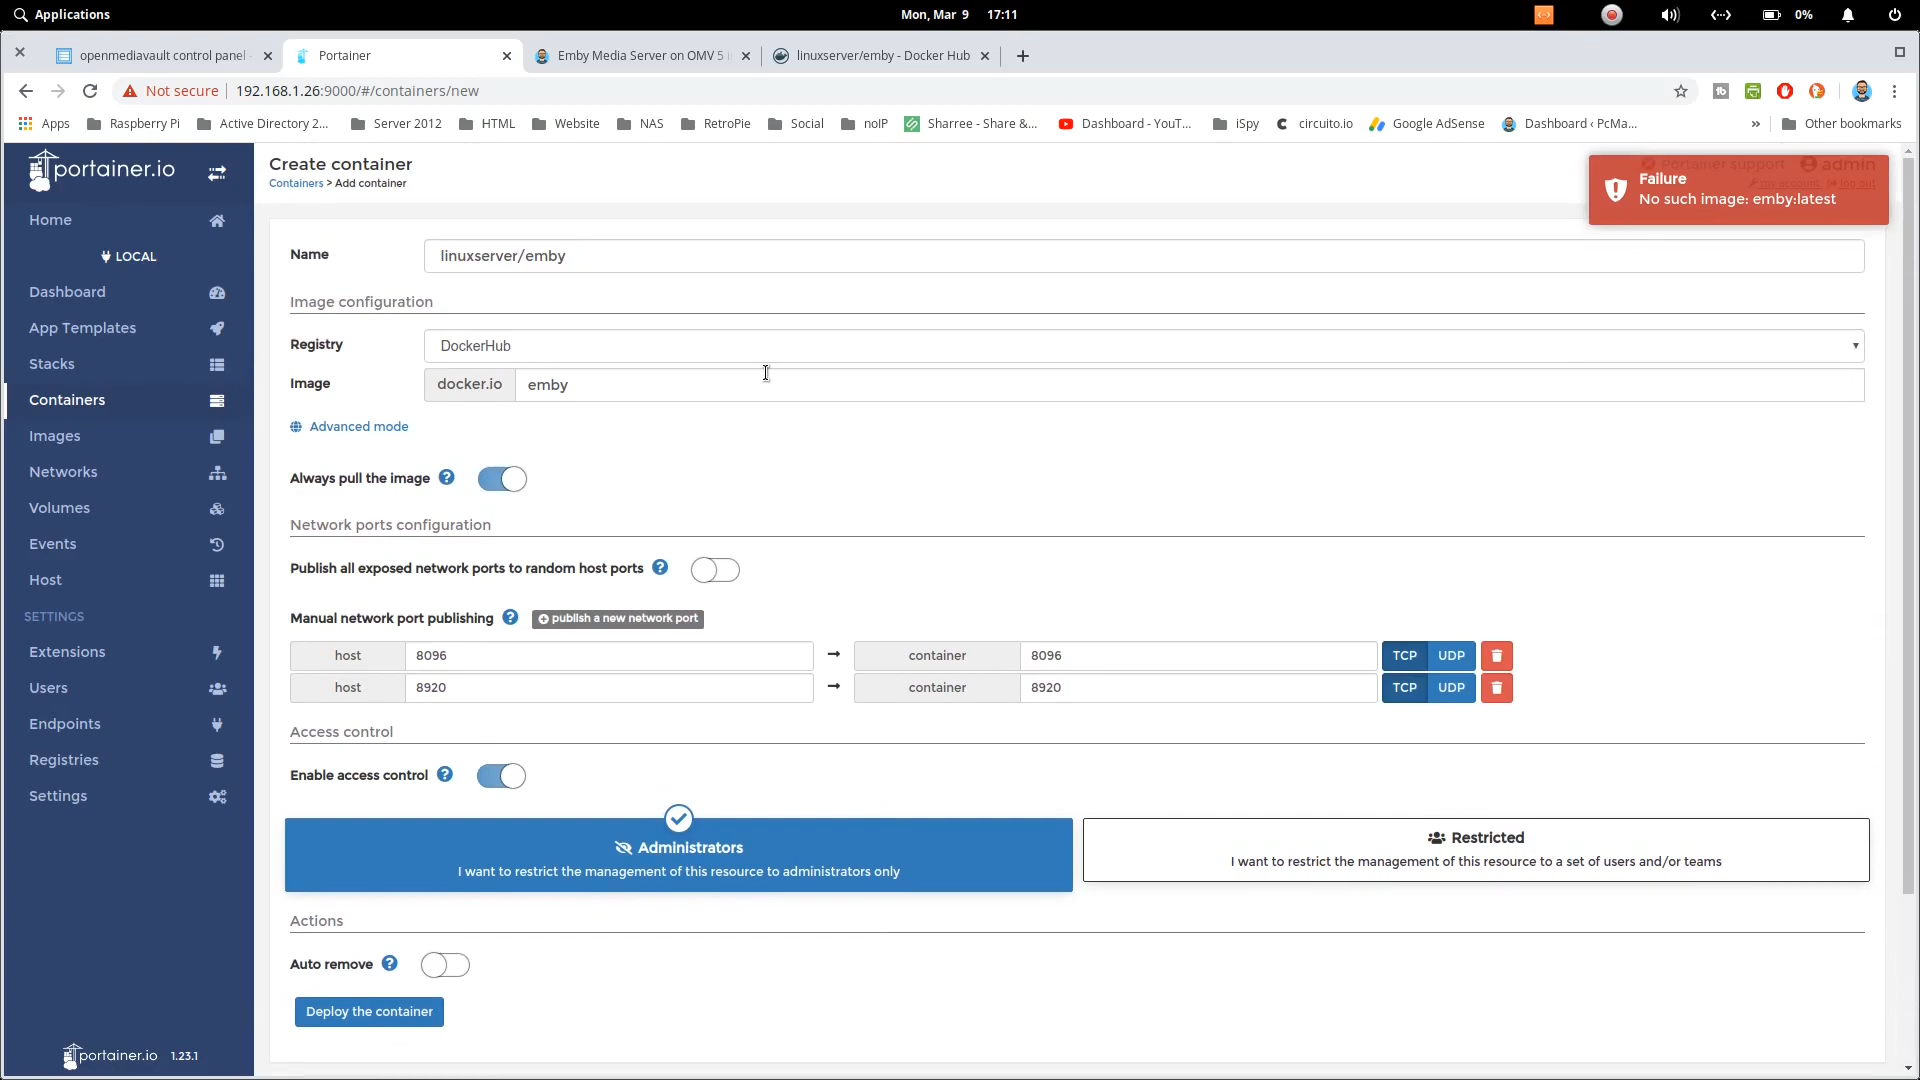 Applications
Mon, Mar 9 17:11
0%
openmediavault control panel -
Portainer
Emby Media Server on OMV 5 i
linuxserver/emby - Docker Hub
Not secure
192.168.1.26:9000/#/containers/new
Apps
Raspberry Pi
Active Directory 2...
Server 2012
HTML
Website
NAS
RetroPie
Social
noIP
Sharree - Share &...
Dashboard - YouT...
iSpy
circuito.io
Google AdSense
Dashboard ‹ PcMa...
»
Other bookmarks
portainer.io
Home
LOCAL
Dashboard
App Templates
Stacks
Containers
Images
Networks
Volumes
Events
Host
SETTINGS
Extensions
Users
Endpoints
Registries
Settings
portainer.io 1.23.1
Create container
Containers > Add container
Portainer support
admin
my account
log out
Failure
No such image: emby:latest
Name
linuxserver/emby
Image configuration
Registry
DockerHub
Image
docker.io
emby
Advanced mode
Always pull the image
Network ports configuration
Publish all exposed network ports to random host ports
Manual network port publishing
publish a new network port
host 8096 → container 8096 TCP UDP
host 8920 → container 8920 TCP UDP
Access control
Enable access control
Administrators
I want to restrict the management of this resource to administrators only
Restricted
I want to restrict the management of this resource to a set of users and/or teams
Actions
Auto remove
Deploy the container